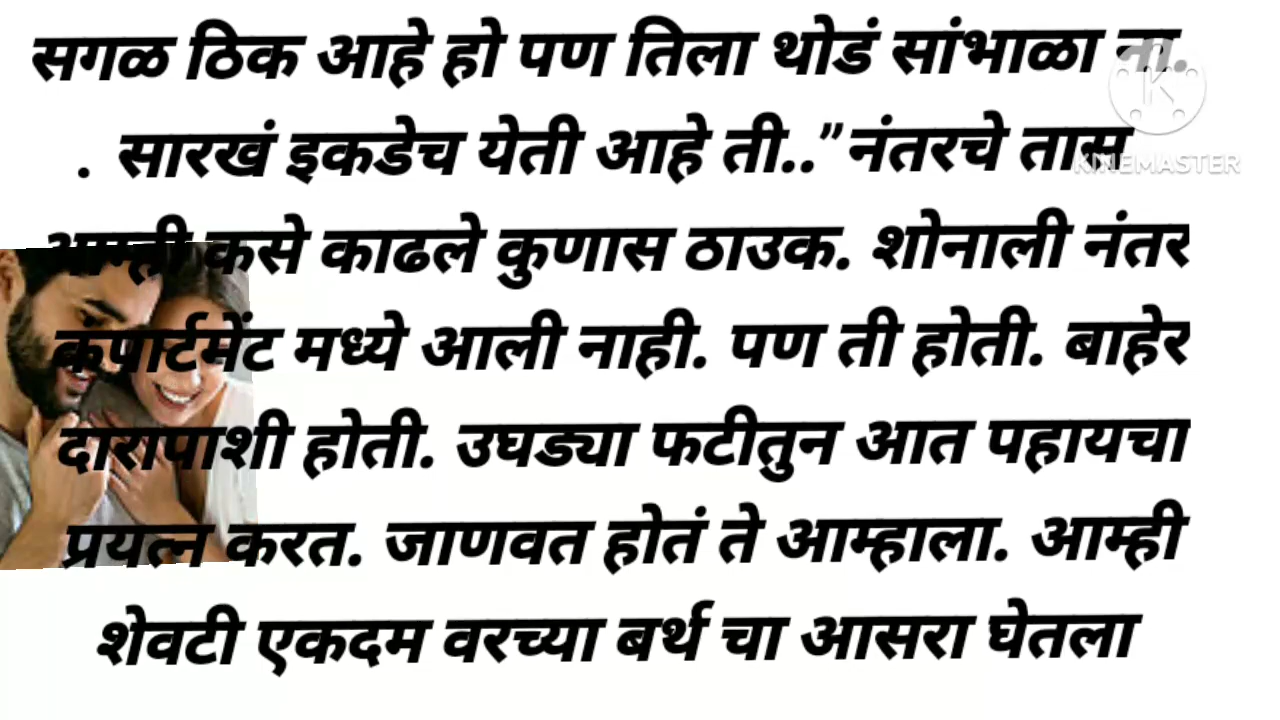 सगळ ठिक आहे हो पण तिला थोडं सांभाळा ना.
. सारखं इकडेच येती आहे ती..”नंतरचे तास
आम्ही कसे काढले कुणास ठाउक. शोनाली नंतर
कंपार्टमेंट मध्ये आली नाही. पण ती होती. बाहेर
दारापाशी होती. उघड्या फटीतुन आत पहायचा
प्रयत्न करत. जाणवत होतं ते आम्हाला. आम्ही
शेवटी एकदम वरच्या बर्थ चा आसरा घेतला
K
KINEMASTER